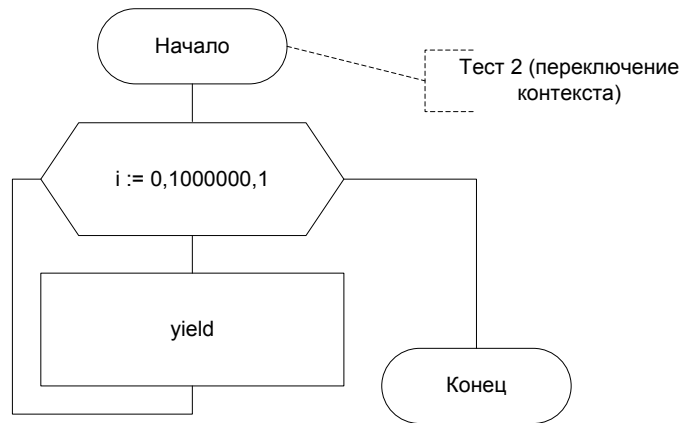 Начало
Тест 2 (переключение
контекста)
i := 0,1000000,1
yield
Конец